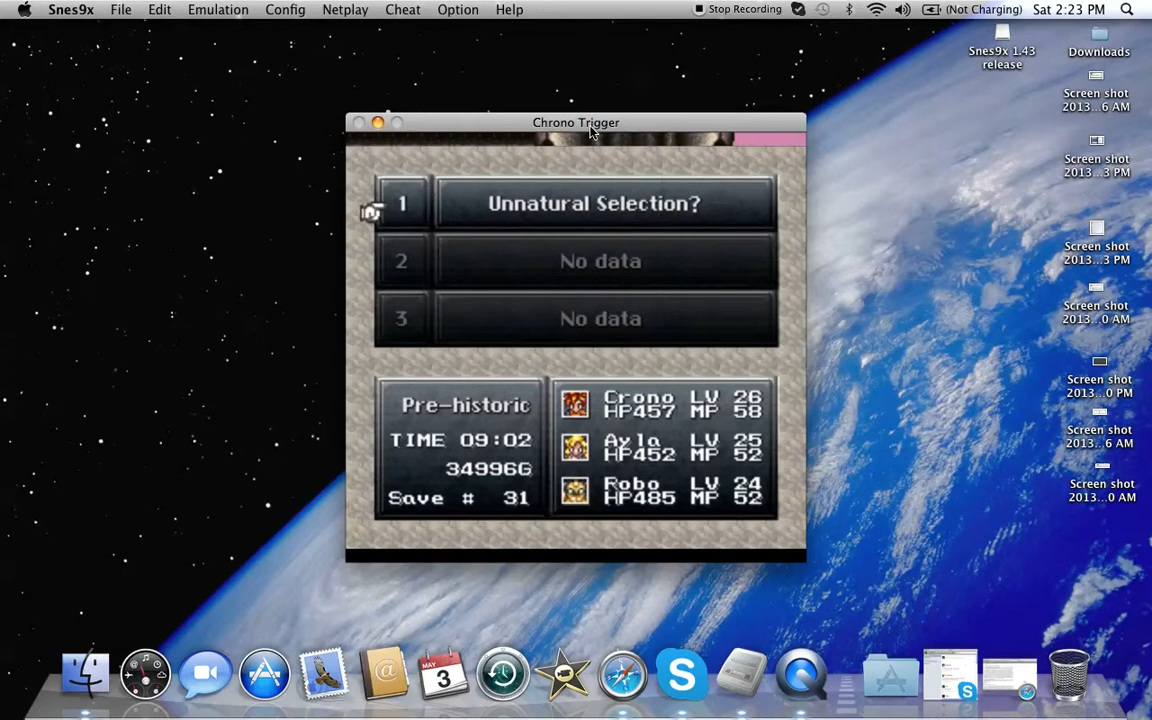 Snes9x File Edit Emulation Config Netplay Cheat Option Help Stop Recording (Not Charging) Sat 2:23 PM
Snes9x 1.43
release
Downloads
Screen shot
2013...6 AM
Screen shot
2013...3 PM
Screen shot
2013...3 PM
Screen shot
2013...0 AM
Screen shot
2013...0 PM
Screen shot
2013...6 AM
Screen shot
2013...0 AM
Chrono Trigger
1 Unnatural Selection?
2 No data
3 No data
Pre-historic
TIME 09:02
34996G
Save # 31
Crono LV 26
HP457 MP 58
Ayla LV 25
HP452 MP 52
Robo LV 24
HP485 MP 52
MAY
3